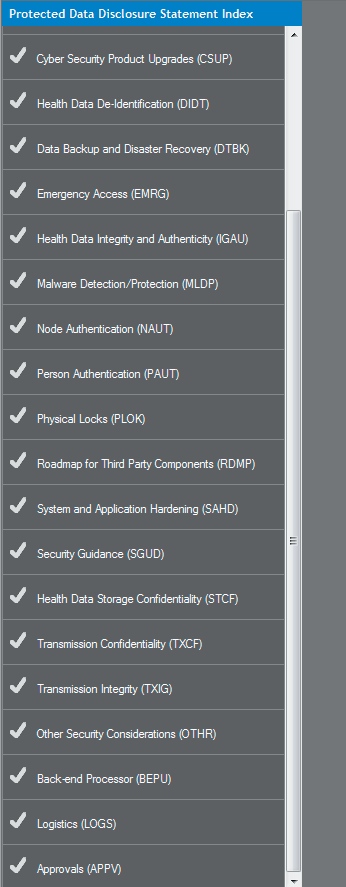 Protected Data Disclosure Statement Index
Cyber Security Product Upgrades (CSUP)
Health Data De-Identification (DIDT)
Data Backup and Disaster Recovery (DTBK)
Emergency Access (EMRG)
Health Data Integrity and Authenticity (IGAU)
Malware Detection/Protection (MLDP)
Node Authentication (NAUT)
Person Authentication (PAUT)
Physical Locks (PLOK)
Roadmap for Third Party Components (RDMP)
System and Application Hardening (SAHD)
Security Guidance (SGUD)
Health Data Storage Confidentiality (STCF)
Transmission Confidentiality (TXCF)
Transmission Integrity (TXIG)
Other Security Considerations (OTHR)
Back-end Processor (BEPU)
Logistics (LOGS)
Approvals (APPV)